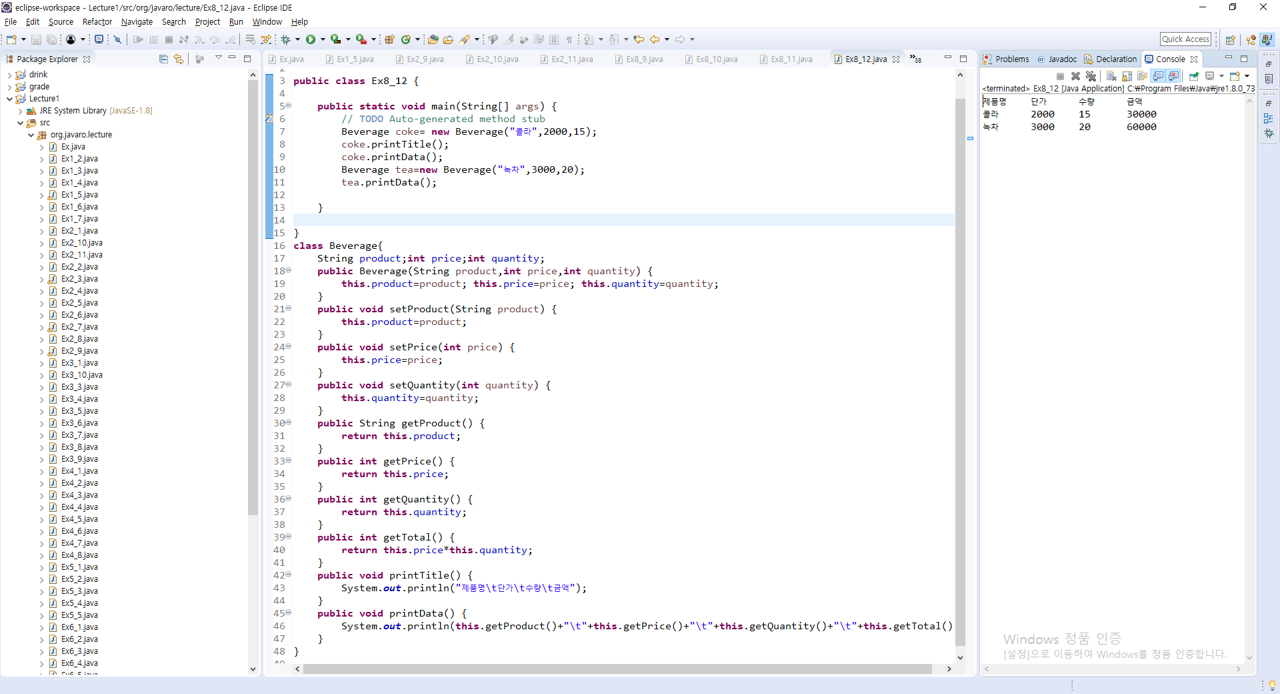 eclipse-workspace - Lecture1/src/org/javaro/lecture/Ex8_12.java - Eclipse IDE
File Edit Source Refactor Navigate Search Project Run Window Help
Quick Access
Package Explorer
drink
grade
Lecture1
JRE System Library [JavaSE-1.8]
src
org.javaro.lecture
Ex.java
Ex1_2.java
Ex1_3.java
Ex1_4.java
Ex1_5.java
Ex1_6.java
Ex1_7.java
Ex2_1.java
Ex2_10.java
Ex2_11.java
Ex2_2.java
Ex2_3.java
Ex2_4.java
Ex2_5.java
Ex2_6.java
Ex2_7.java
Ex2_8.java
Ex2_9.java
Ex3_1.java
Ex3_10.java
Ex3_3.java
Ex3_4.java
Ex3_5.java
Ex3_6.java
Ex3_7.java
Ex3_8.java
Ex3_9.java
Ex4_1.java
Ex4_2.java
Ex4_3.java
Ex4_4.java
Ex4_5.java
Ex4_6.java
Ex4_7.java
Ex4_8.java
Ex5_1.java
Ex5_2.java
Ex5_3.java
Ex5_4.java
Ex5_5.java
Ex6_1.java
Ex6_2.java
Ex6_3.java
Ex6_4.java
Ex.java Ex1_5.java Ex2_9.java Ex2_10.java Ex2_11.java Ex8_9.java Ex8_10.java Ex8_11.java Ex8_12.java »38
3 public class Ex8_12 {
4
5 public static void main(String[] args) {
6 // TODO Auto-generated method stub
7 Beverage coke= new Beverage("콜라",2000,15);
8 coke.printTitle();
9 coke.printData();
10 Beverage tea=new Beverage("녹차",3000,20);
11 tea.printData();
12
13 }
14
15 }
16 class Beverage{
17 String product;int price;int quantity;
18 public Beverage(String product,int price,int quantity) {
19 this.product=product; this.price=price; this.quantity=quantity;
20 }
21 public void setProduct(String product) {
22 this.product=product;
23 }
24 public void setPrice(int price) {
25 this.price=price;
26 }
27 public void setQuantity(int quantity) {
28 this.quantity=quantity;
29 }
30 public String getProduct() {
31 return this.product;
32 }
33 public int getPrice() {
34 return this.price;
35 }
36 public int getQuantity() {
37 return this.quantity;
38 }
39 public int getTotal() {
40 return this.price*this.quantity;
41 }
42 public void printTitle() {
43 System.out.println("제품명\t단가\t수량\t금액");
44 }
45 public void printData() {
46 System.out.println(this.getProduct()+"\t"+this.getPrice()+"\t"+this.getQuantity()+"\t"+this.getTotal()
47 }
48 }
Problems Javadoc Declaration Console
<terminated> Ex8_12 [Java Application] C:₩Program Files₩Java₩jre1.8.0_73
제품명 단가 수량 금액
콜라 2000 15 30000
녹차 3000 20 60000
Windows 정품 인증
[설정]으로 이동하여 Windows를 정품 인증합니다.